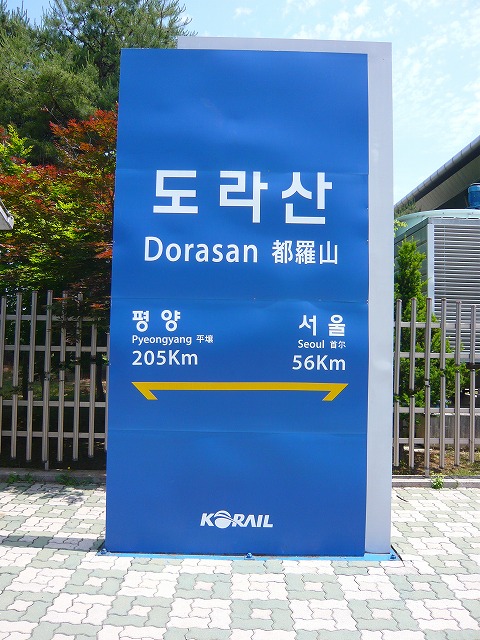 도라산
Dorasan 都羅山
평양
Pyeongyang 平壤
205Km
서울
Seoul 首尔
56Km
KORAIL